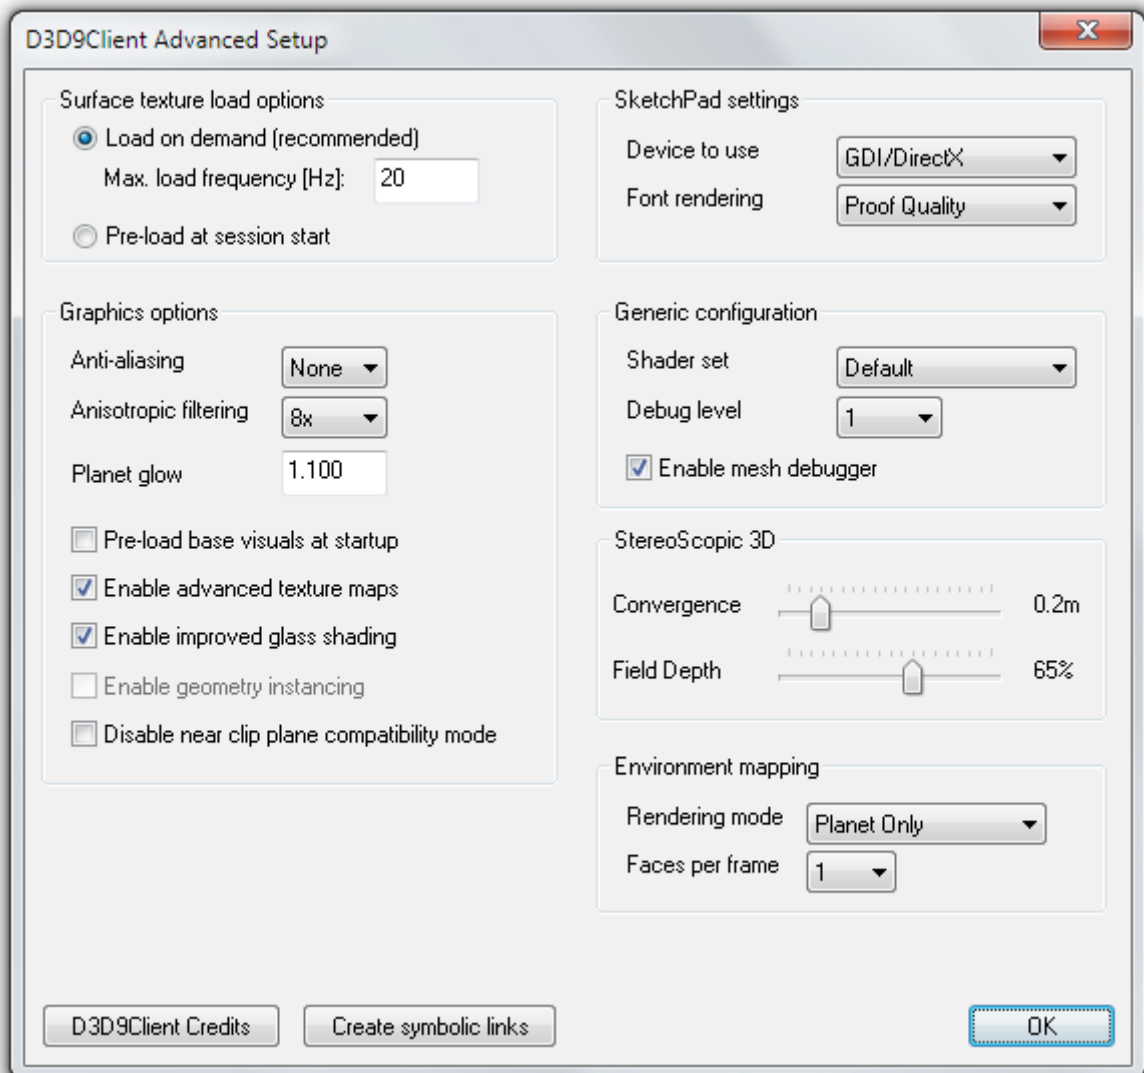 D3D9Client Advanced Setup
Surface texture load options
Load on demand (recommended)
Max. load frequency [Hz]: 20
Pre-load at session start
Graphics options
Anti-aliasing None
Anisotropic filtering 8x
Planet glow 1.100
Pre-load base visuals at startup
Enable advanced texture maps
Enable improved glass shading
Enable geometry instancing
Disable near clip plane compatibility mode
SketchPad settings
Device to use GDI/DirectX
Font rendering Proof Quality
Generic configuration
Shader set Default
Debug level 1
Enable mesh debugger
StereoScopic 3D
Convergence 0.2m
Field Depth 65%
Environment mapping
Rendering mode Planet Only
Faces per frame 1
D3D9Client Credits
Create symbolic links
OK